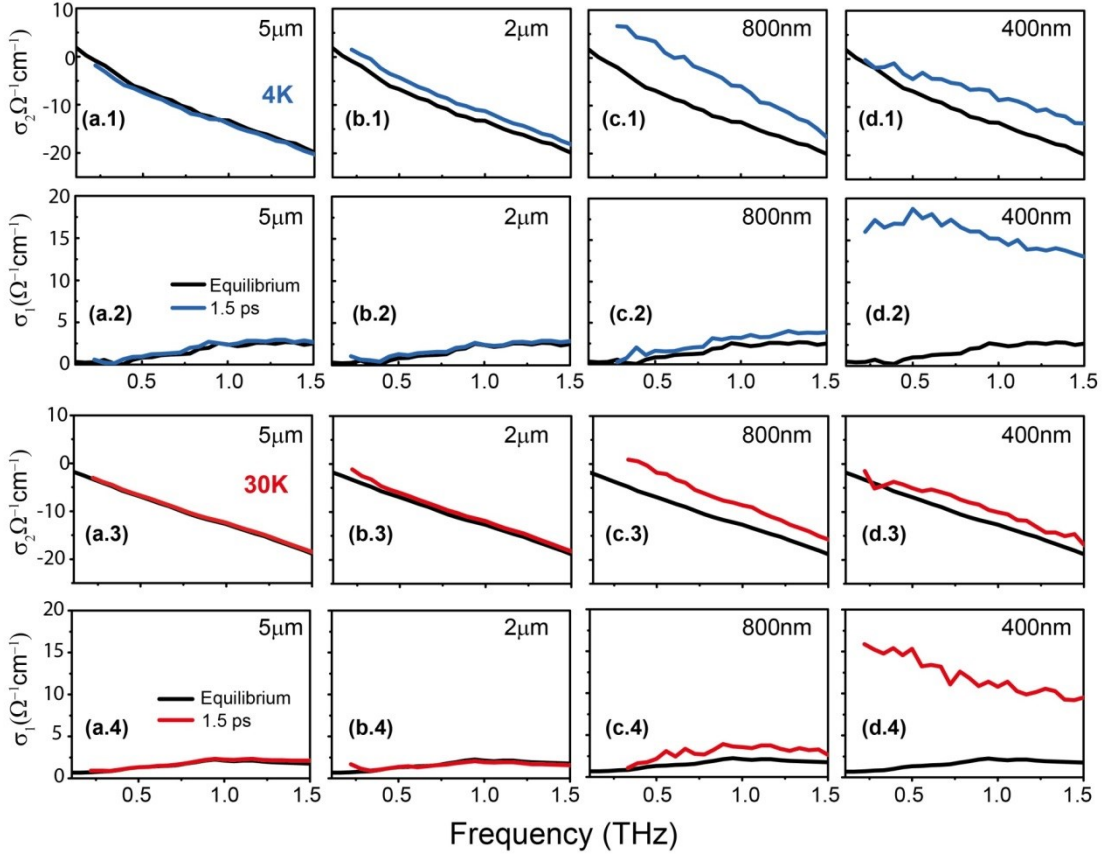 5μm 2μm 800nm 400nm
10
0
-10
-20
σ₂Ω⁻¹cm⁻¹
4K
(a.1) (b.1) (c.1) (d.1)
5μm 2μm 800nm 400nm
20
15
10
5
0
σ₁(Ω⁻¹cm⁻¹)
Equilibrium
1.5 ps
(a.2) (b.2) (c.2) (d.2)
0.5 1.0 1.5 0.5 1.0 1.5 0.5 1.0 1.5 0.5 1.0 1.5
5μm 2μm 800nm 400nm
10
0
-10
-20
σ₂Ω⁻¹cm⁻¹
30K
(a.3) (b.3) (c.3) (d.3)
5μm 2μm 800nm 400nm
20
15
10
5
0
σ₁(Ω⁻¹cm⁻¹)
Equilibrium
1.5 ps
(a.4) (b.4) (c.4) (d.4)
0.5 1.0 1.5 0.5 1.0 1.5 0.5 1.0 1.5 0.5 1.0 1.5
Frequency (THz)